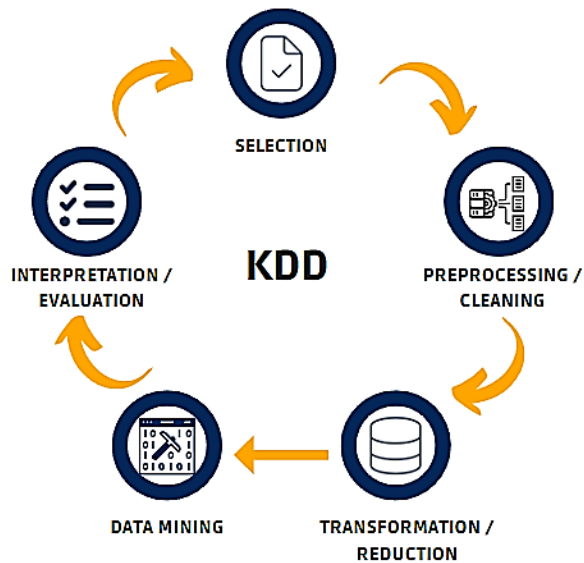 SELECTION
KDD
PREPROCESSING /
CLEANING
TRANSFORMATION /
REDUCTION
DATA MINING
INTERPRETATION /
EVALUATION